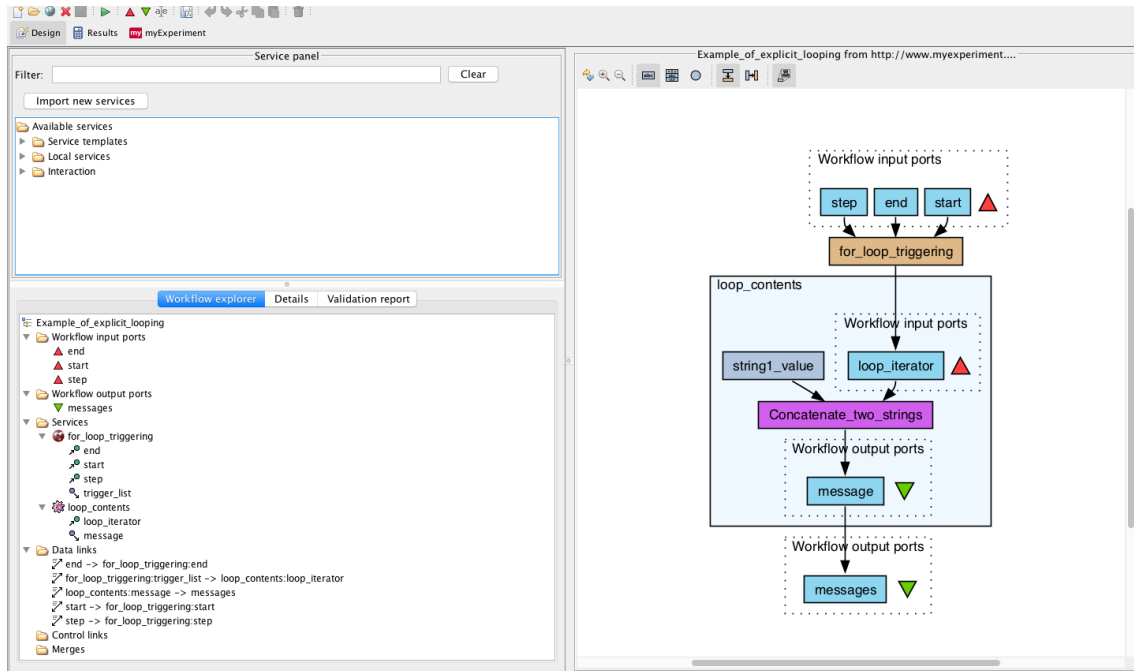 Design Results my myExperiment
Service panel
Filter: Clear
Import new services
Available services
Service templates
Local services
Interaction
Workflow explorer Details Validation report
Example_of_explicit_looping
Workflow input ports
end
start
step
Workflow output ports
messages
Services
for_loop_triggering
end
start
step
trigger_list
loop_contents
loop_iterator
message
Data links
end -> for_loop_triggering:end
for_loop_triggering:trigger_list -> loop_contents:loop_iterator
loop_contents:message -> messages
start -> for_loop_triggering:start
step -> for_loop_triggering:step
Control links
Merges
Example_of_explicit_looping from http://www.myexperiment....
Workflow input ports
step end start
for_loop_triggering
loop_contents
Workflow input ports
string1_value loop_iterator
Concatenate_two_strings
Workflow output ports
message
Workflow output ports
messages